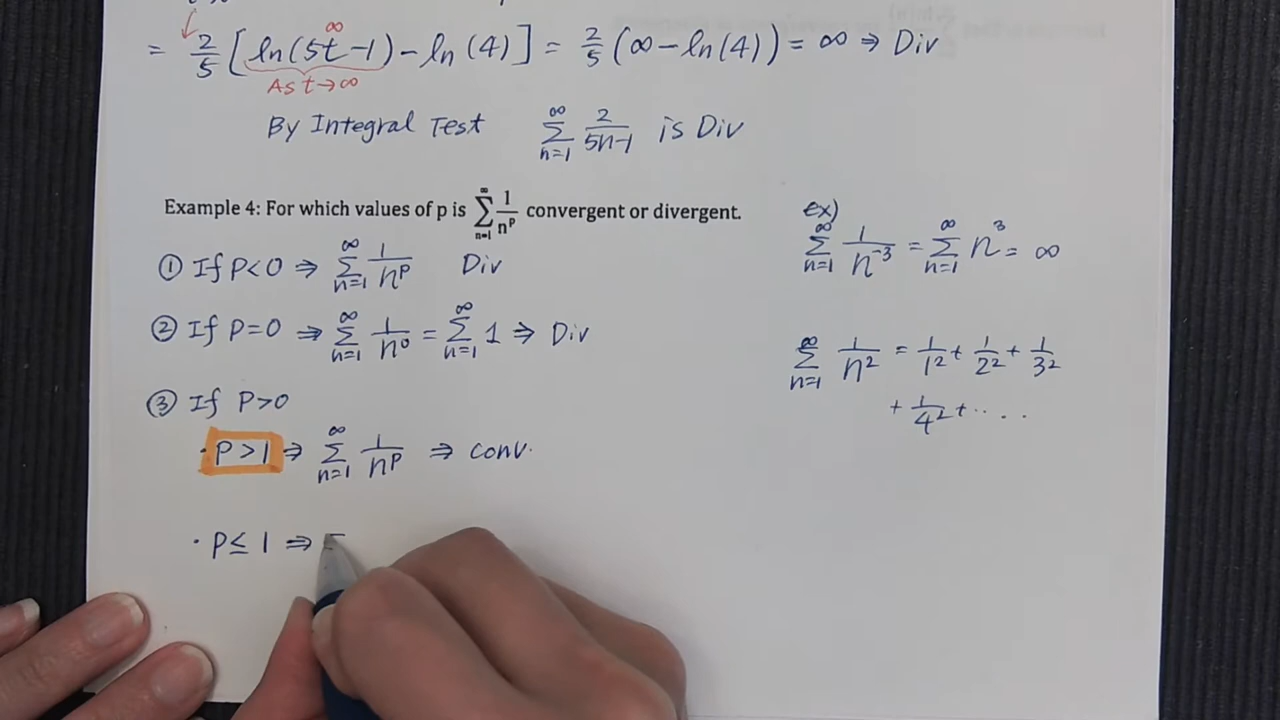 = 2/5 [ln(5t-1) - ln(4)] = 2/5 (∞ - ln(4)) = ∞ ⇒ Div
∞
As t→∞
By Integral Test ∑_{n=1}^{∞} 2/(5n-1) is Div
Example 4: For which values of p is ∑_{n=1}^{∞} 1/n^p convergent or divergent.
① If P<0 ⇒ ∑_{n=1}^{∞} 1/n^p Div
② If P=0 ⇒ ∑_{n=1}^{∞} 1/n^0 = ∑_{n=1}^{∞} 1 ⇒ Div
③ If P>0
· P>1 ⇒ ∑_{n=1}^{∞} 1/n^p ⇒ conv.
· P≤1 ⇒
ex)
∑_{n=1}^{∞} 1/n^{-3} = ∑_{n=1}^{∞} n^3 = ∞
∑_{n=1}^{∞} 1/n^2 = 1/1^2 + 1/2^2 + 1/3^2
+ 1/4^2 + ....